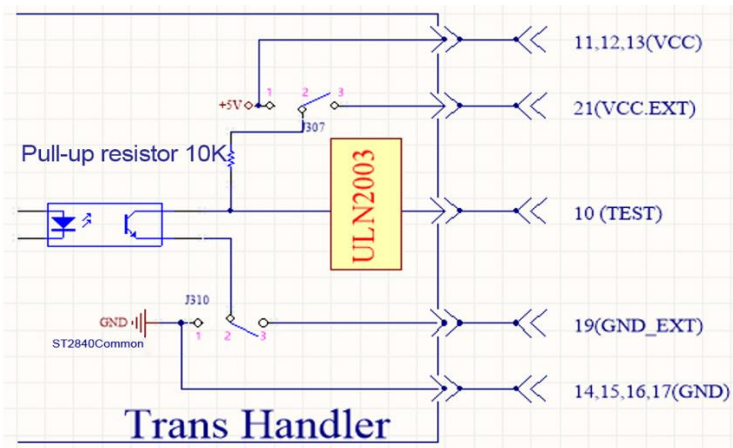 11,12,13(VCC)
+5V
1
2
3
J307
21(VCC.EXT)
Pull-up resistor 10K
ULN2003
10 (TEST)
J310
GND
1
2
3
19(GND_EXT)
ST2840Common
14,15,16,17(GND)
Trans Handler